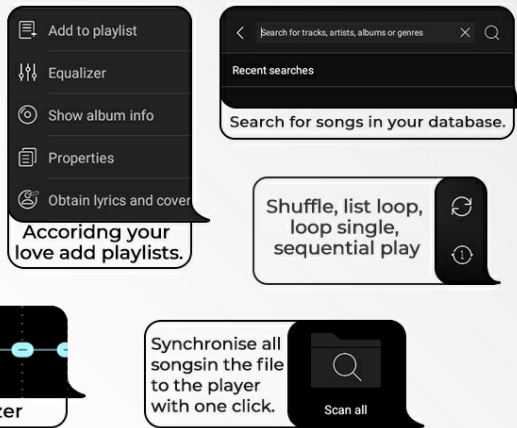 Add to playlist
Equalizer
Show album info
Properties
Obtain lyrics and cover
Accoridng your
love add playlists.
Search for tracks, artists, albums or genres
Recent searches
Search for songs in your database.
Shuffle, list loop,
loop single,
sequential play
1
zer
Synchronise all
songsin the file
to the player
with one click.
Scan all